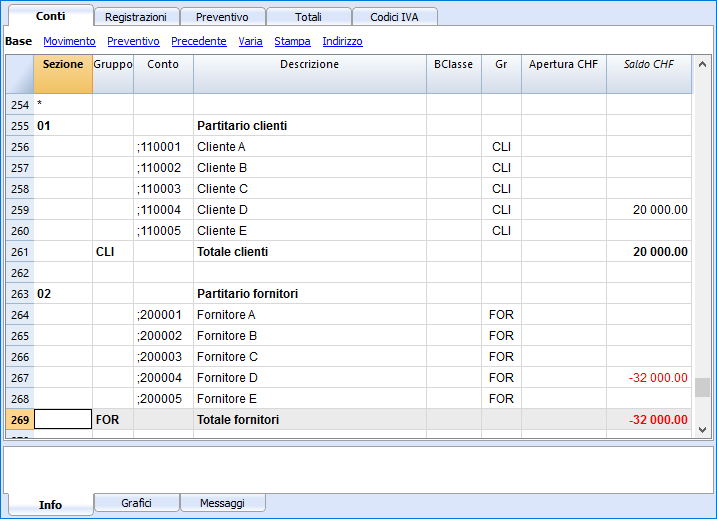 Conti Registrazioni Preventivo Totali Codici IVA
Base Movimento Preventivo Precedente Varia Stampa Indirizzo
Sezione Gruppo Conto Descrizione BClasse Gr Apertura CHF Saldo CHF
254 *
255 01 Partitario clienti
256 ;110001 Cliente A CLI
257 ;110002 Cliente B CLI
258 ;110003 Cliente C CLI
259 ;110004 Cliente D CLI 20 000.00
260 ;110005 Cliente E CLI
261 CLI Totale clienti 20 000.00
262
263 02 Partitario fornitori
264 ;200001 Fornitore A FOR
265 ;200002 Fornitore B FOR
266 ;200003 Fornitore C FOR
267 ;200004 Fornitore D FOR -32 000.00
268 ;200005 Fornitore E FOR
269 FOR Totale fornitori -32 000.00
Info Grafici Messaggi